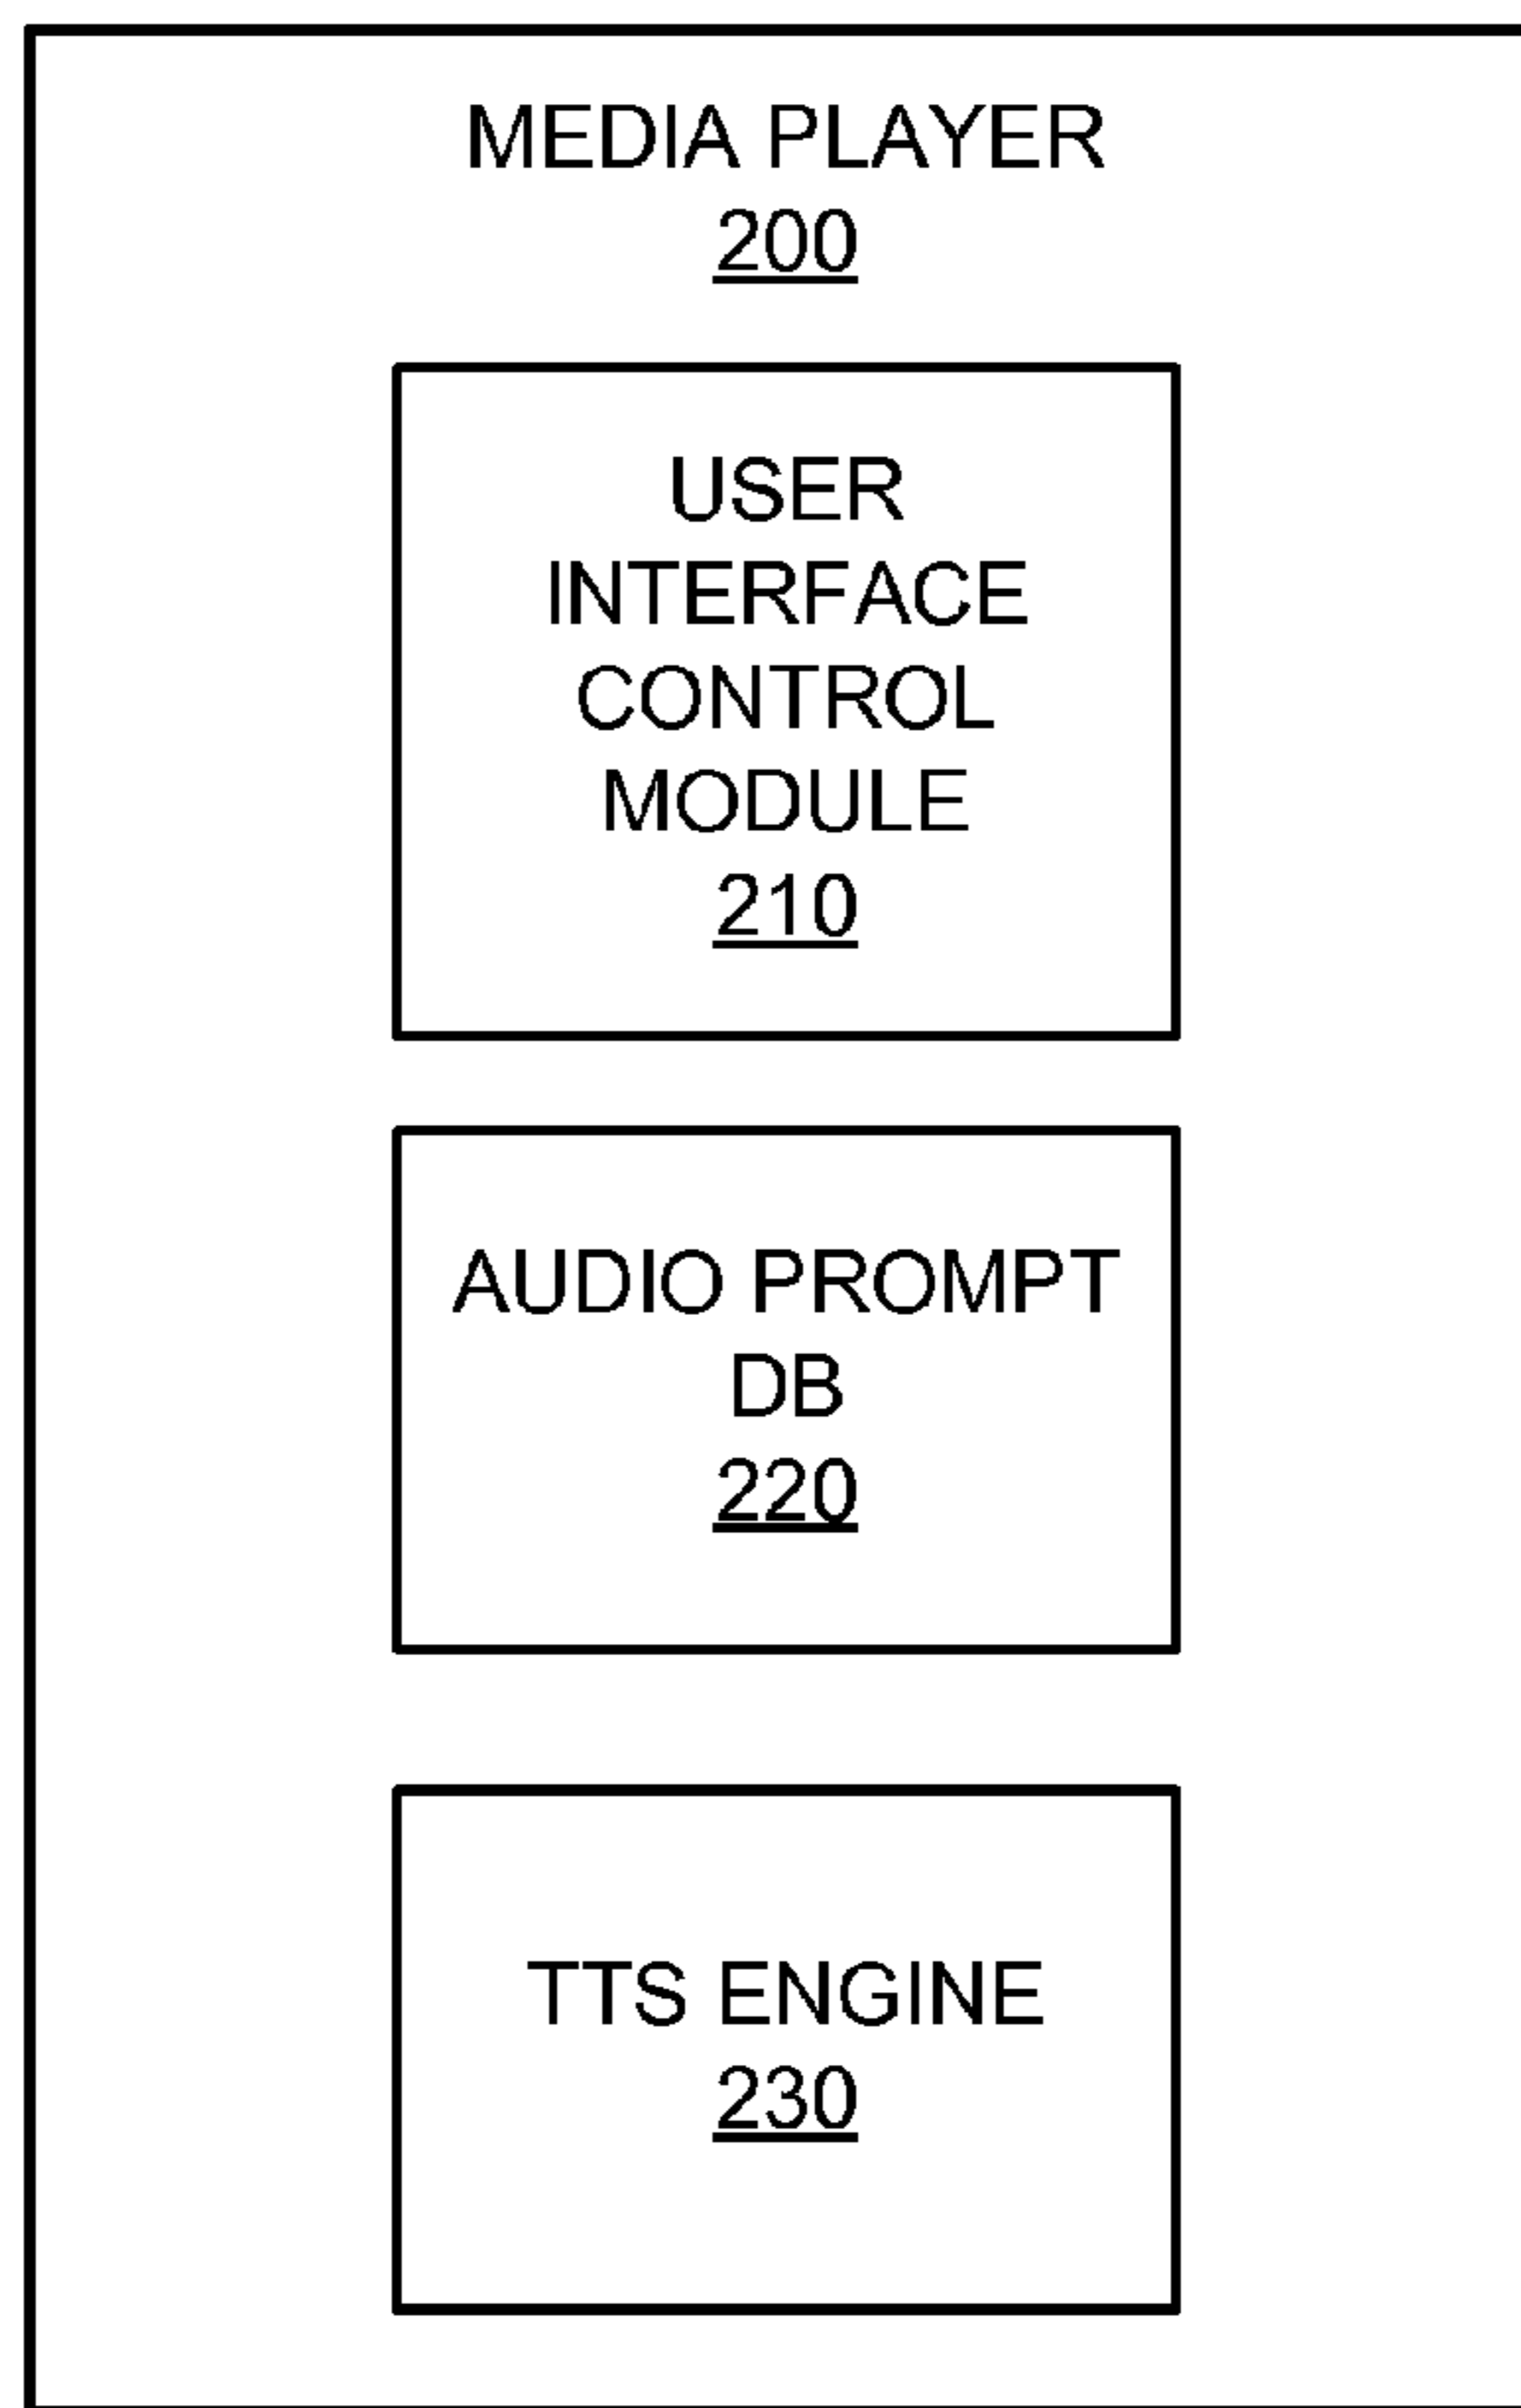 MEDIA PLAYER
200
USER
INTERFACE
CONTROL
MODULE
210
AUDIO PROMPT
DB
220
TTS ENGINE
230